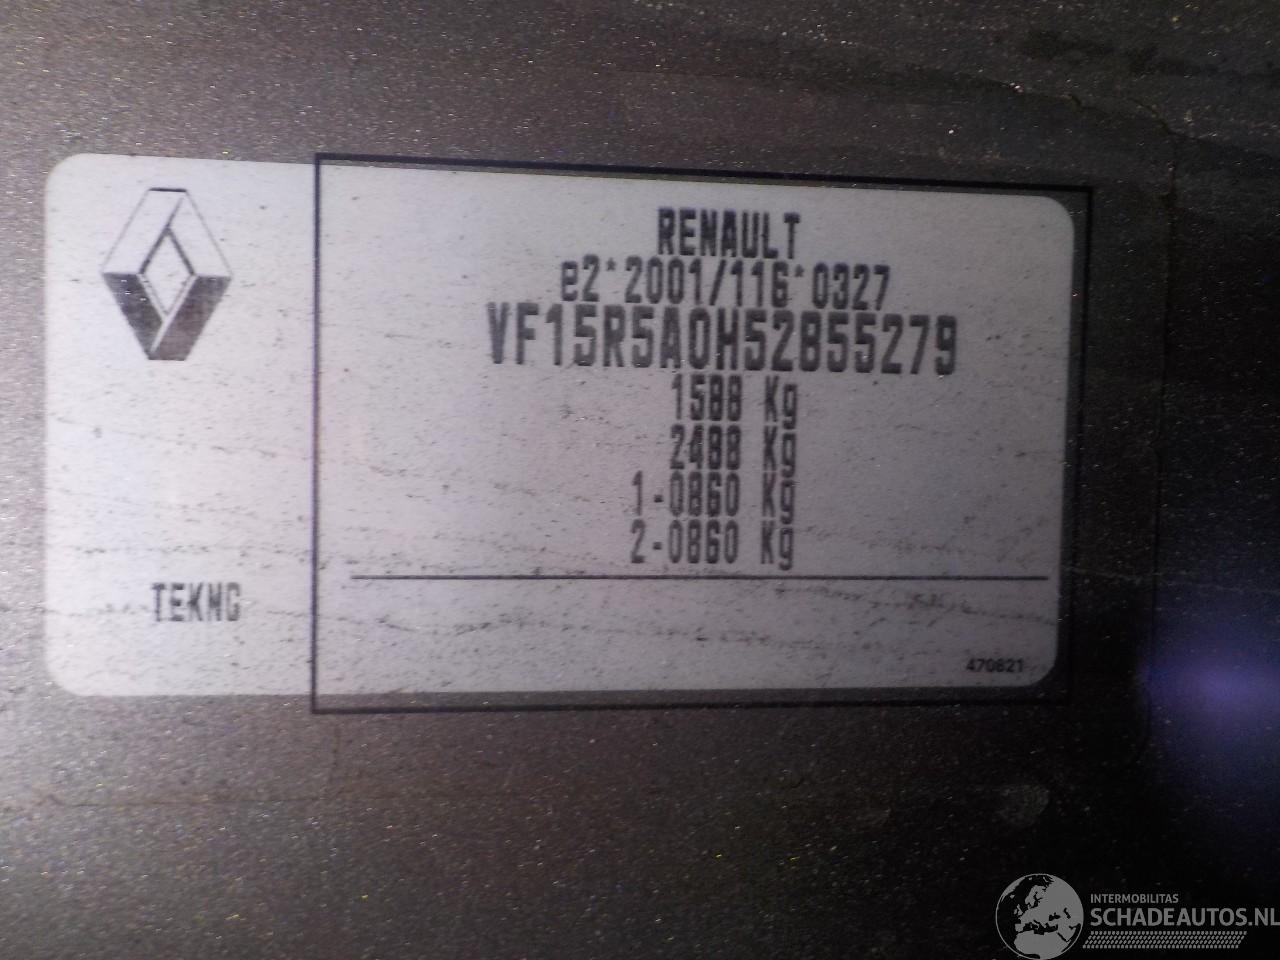 RENAULT
e2*2001/116*0327
VF15R5A0H52855279
1588 Kg
2488 Kg
1-0860 Kg
2-0860 Kg
TEKNO
470821
INTERMOBILITAS
SCHADEAUTOS.NL